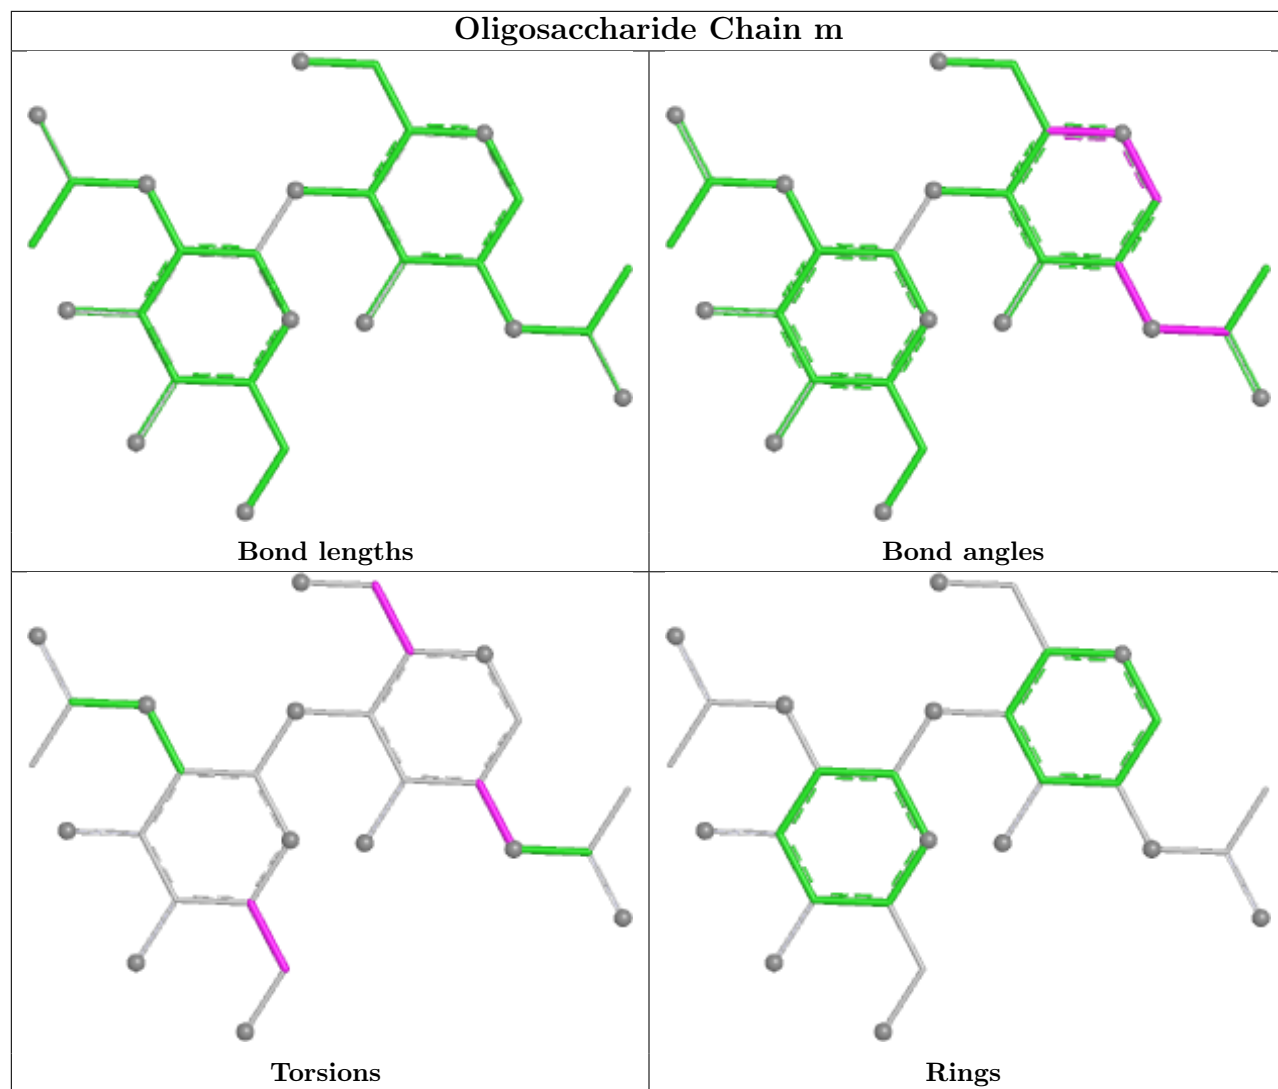 Oligosaccharide Chain m
Bond lengths
Bond angles
Torsions
Rings